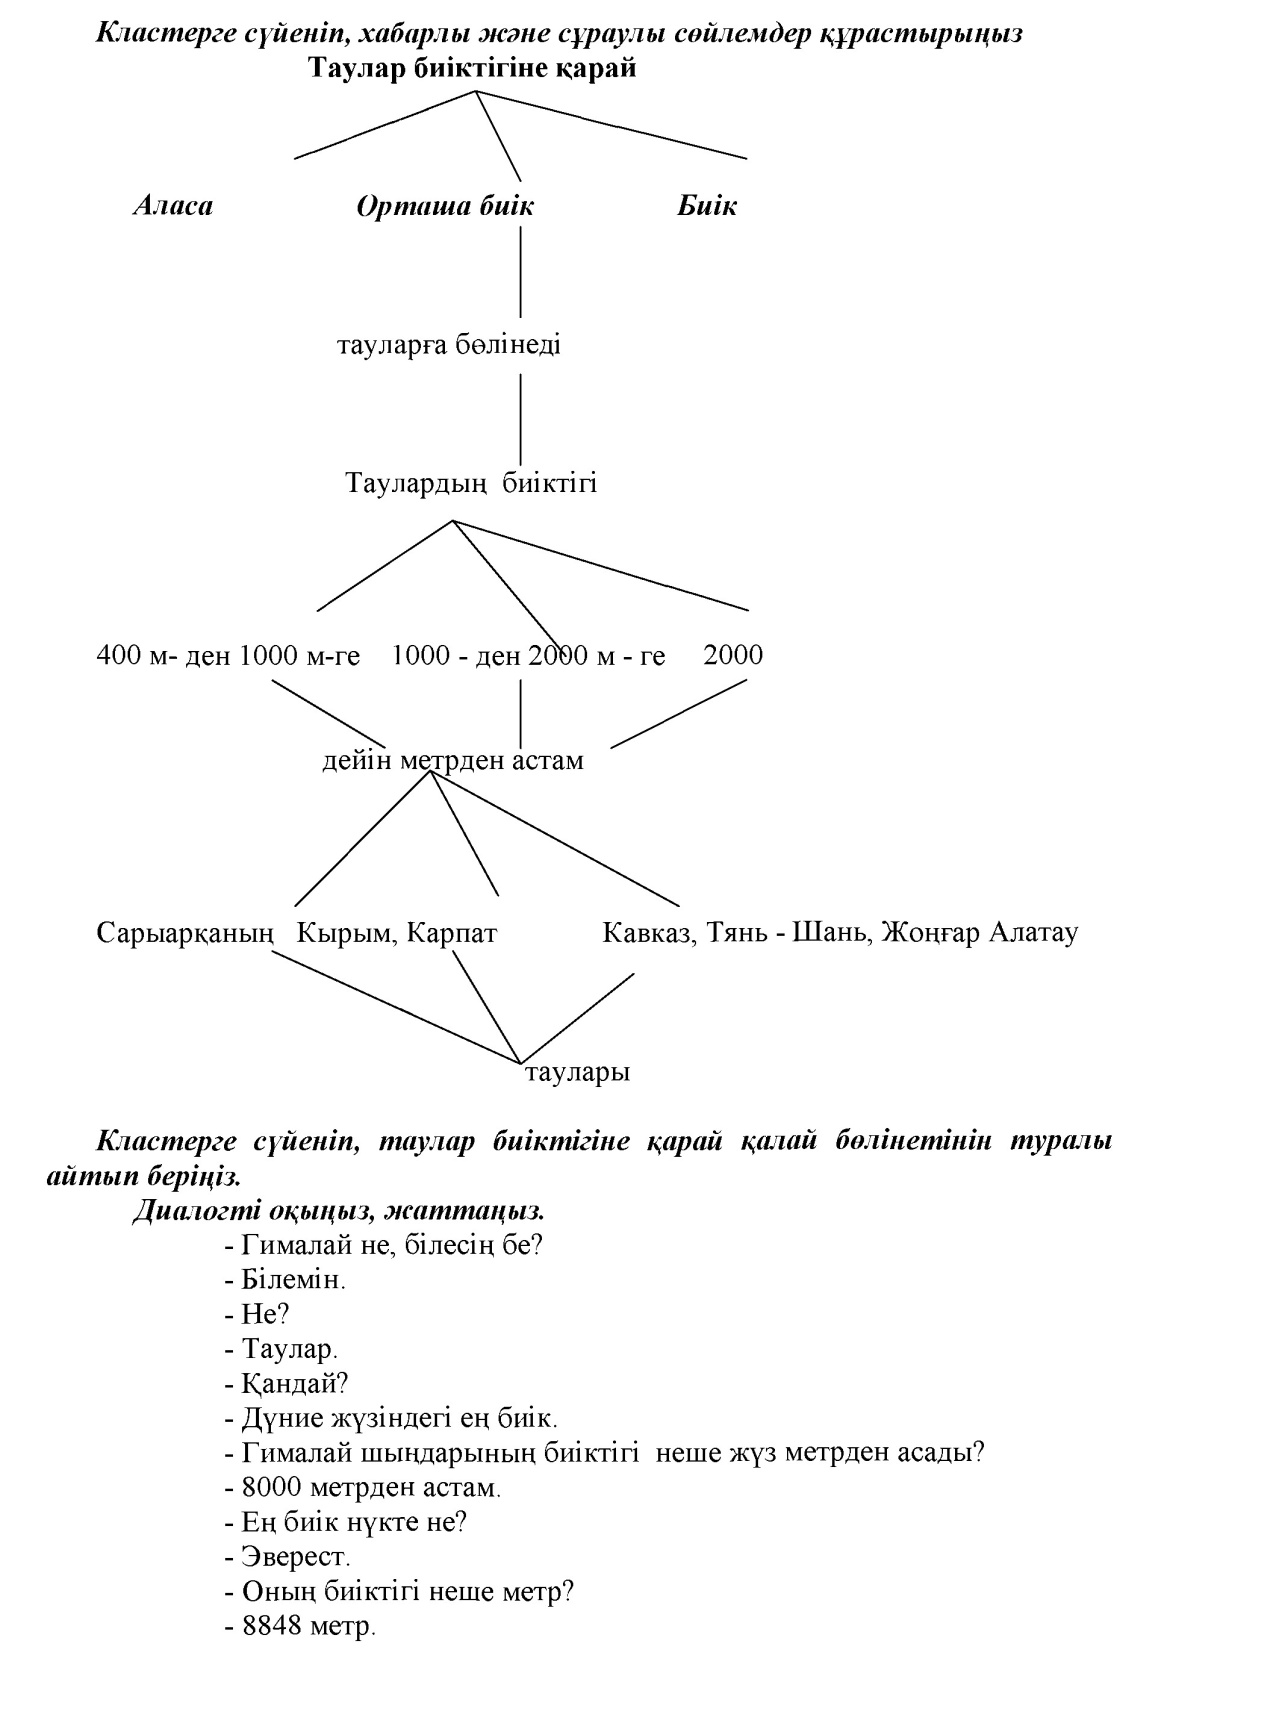 Кластерге сүйеніп, хабарлы және сұраулы сөйлемдер құрастырыңыз
Таулар биіктігіне қарай
Аласа Орташа биік Биік
тауларға бөлінеді
Таулардың биіктігі
400 м- ден 1000 м-ге 1000 - ден 2000 м - ге 2000
дейін метрден астам
Сарыарқаның Кырым, Карпат Кавказ, Тянь - Шань, Жоңғар Алатау
таулары
Кластерге сүйеніп, таулар биіктігіне қарай қалай бөлінетінін туралы
айтып беріңіз.
Диалогті оқыңыз, жаттаңыз.
- Гималай не, білесің бе?
- Білемін.
- Не?
- Таулар.
- Қандай?
- Дүние жүзіндегі ең биік.
- Гималай шыңдарының биіктігі неше жүз метрден асады?
- 8000 метрден астам.
- Ең биік нүкте не?
- Эверест.
- Оның биіктігі неше метр?
- 8848 метр.